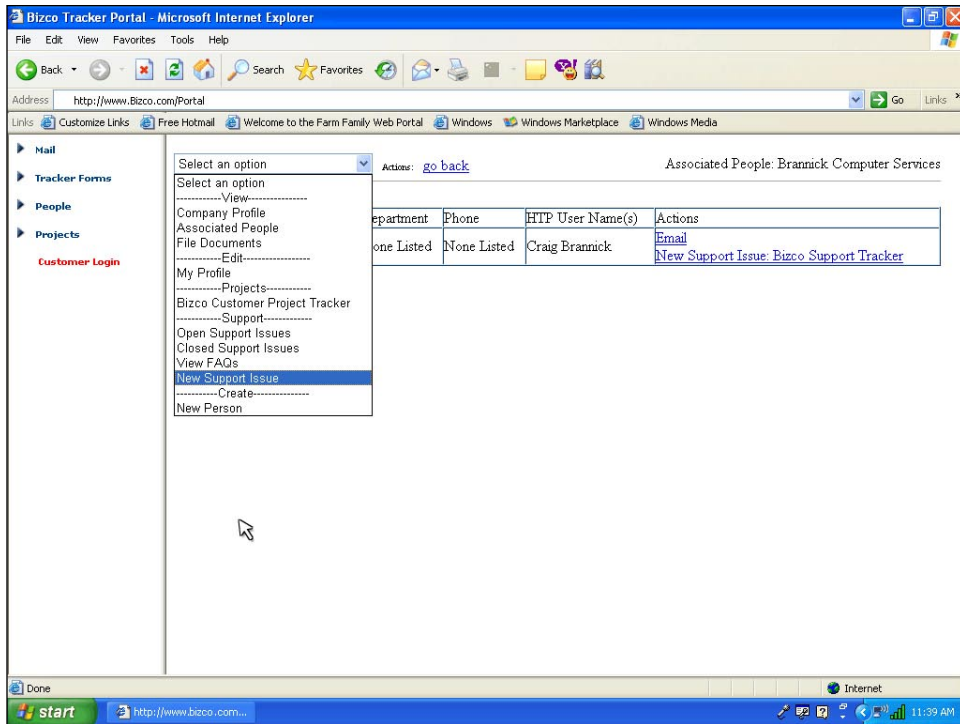 Bizco Tracker Portal - Microsoft Internet Explorer
File Edit View Favorites Tools Help
Back Search Favorites
Address http://www.Bizco.com/Portal Go Links »
Links Customize Links Free Hotmail Welcome to the Farm Family Web Portal Windows Windows Marketplace Windows Media
Mail
Tracker Forms
People
Projects
Customer Login
Select an option Actions: go back Associated People: Brannick Computer Services
Select an option
------------View----------------
Company Profile
Associated People
File Documents
------------Edit------------------
My Profile
------------Projects------------
Bizco Customer Project Tracker
------------Support-------------
Open Support Issues
Closed Support Issues
View FAQs
New Support Issue
-----------Create---------------
New Person
epartment Phone HTP User Name(s) Actions
one Listed None Listed Craig Brannick Email
New Support Issue: Bizco Support Tracker
Done Internet
start http://www.bizco.com... 11:39 AM